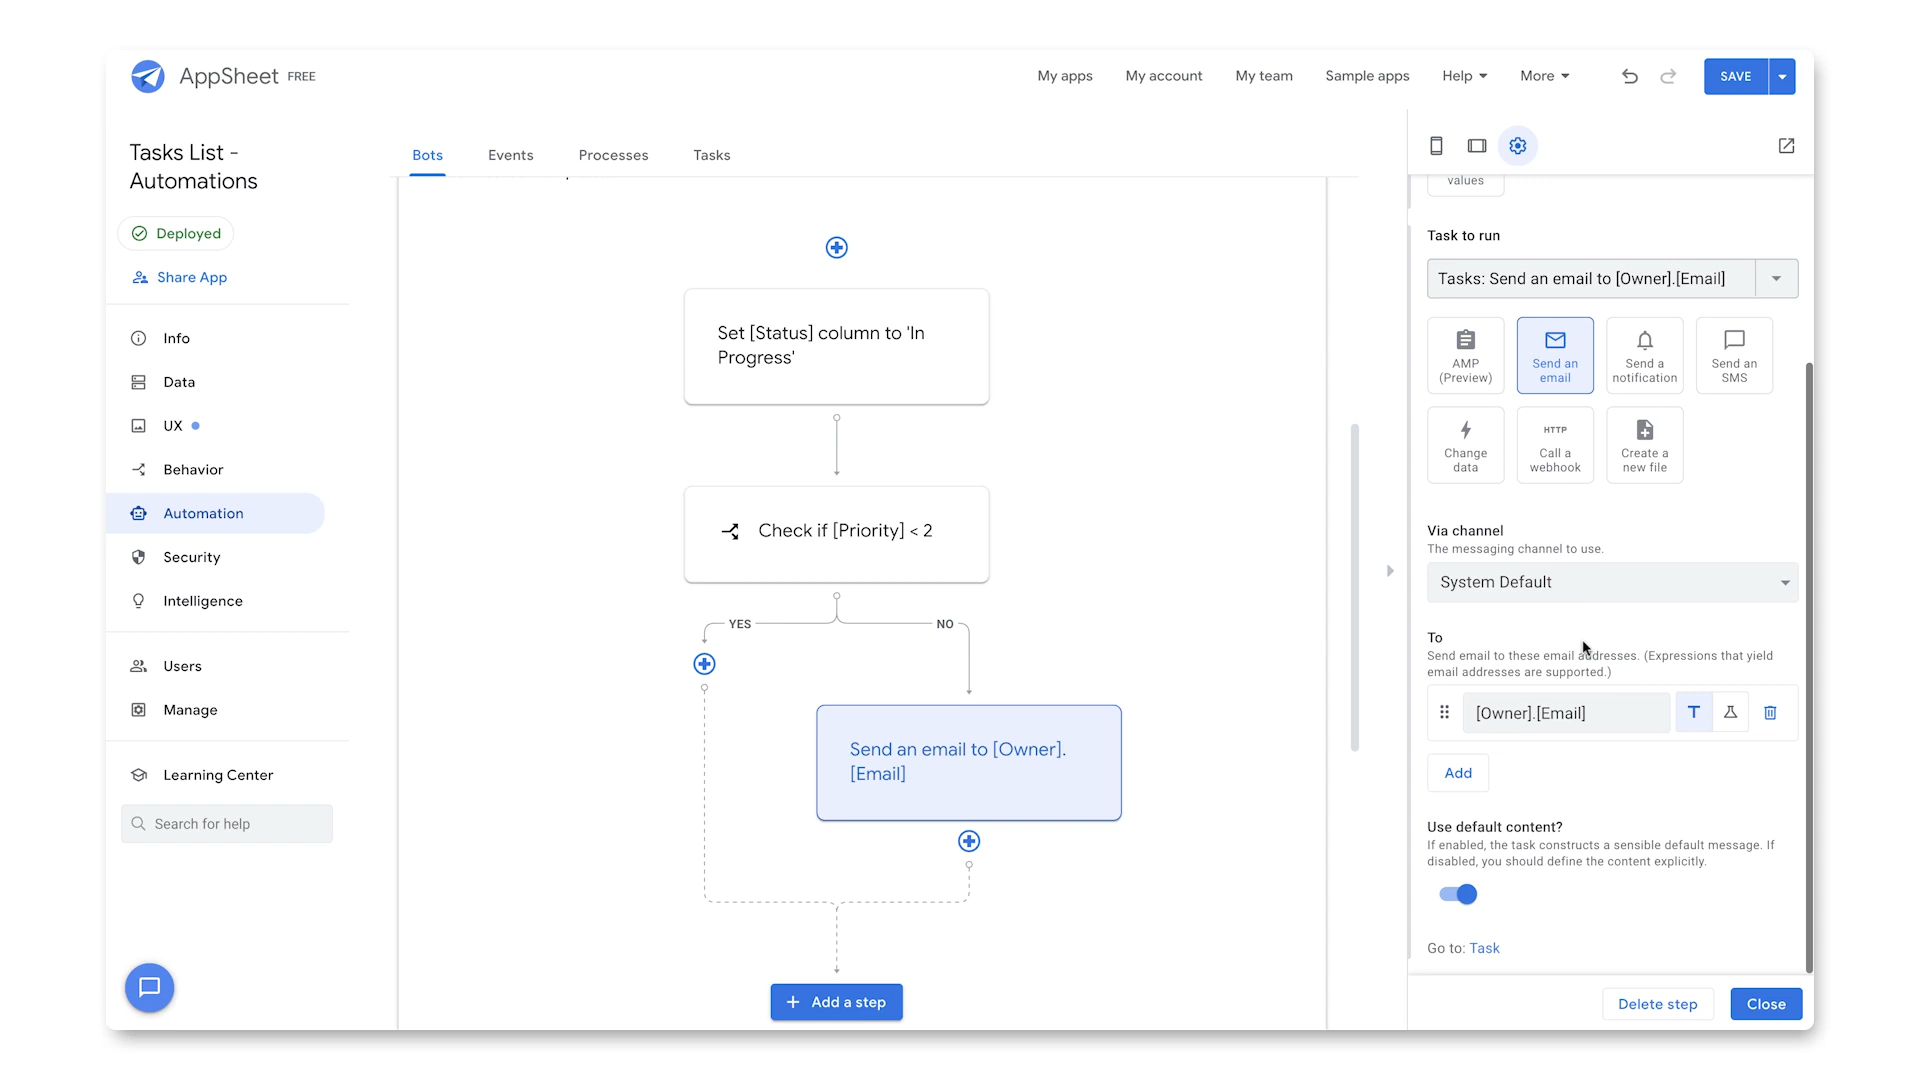 AppSheet FREE
My apps
My account
My team
Sample apps
Help
More
SAVE
Tasks List -
Automations
Deployed
Share App
Info
Data
UX
Behavior
Automation
Security
Intelligence
Users
Manage
Learning Center
Search for help
Bots
Events
Processes
Tasks
Set [Status] column to 'In
Progress'
Check if [Priority] < 2
YES
NO
Send an email to [Owner].
[Email]
Add a step
values
Task to run
Tasks: Send an email to [Owner].[Email]
AMP
(Preview)
Send an
email
Send a
notification
Send an
SMS
Change
data
HTTP
Call a
webhook
Create a
new file
Via channel
The messaging channel to use.
System Default
To
Send email to these email addresses. (Expressions that yield
email addresses are supported.)
[Owner].[Email]
T
Add
Use default content?
If enabled, the task constructs a sensible default message. If
disabled, you should define the content explicitly.
Go to: Task
Delete step
Close